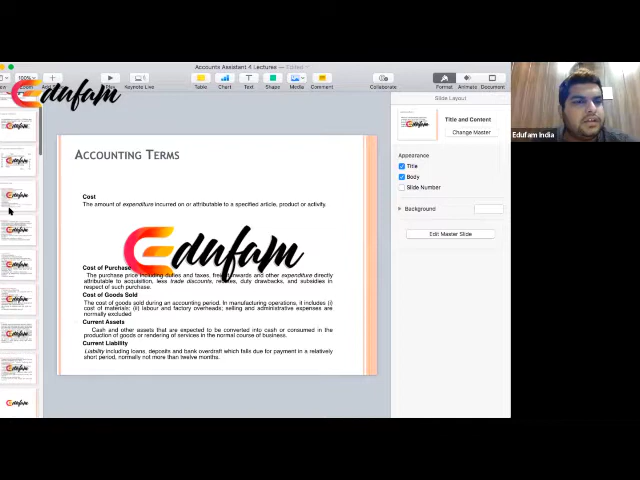 Accounts Assistant 4 Lectures — Edited
100%
Zoom
Play
Keynote Live
Table
Chart
Text
Shape
Media
Comment
Collaborate
Format
Animate
Document
Edufam
Slide Layout
Title and Content
Change Master
Appearance
Title
Body
Slide Number
Background
Edit Master Slide
Edufam India
ACCOUNTING TERMS
Cost
The amount of expenditure incurred on or attributable to a specified article, product or activity.
Edufam
Cost of Purchase
The purchase price including duties and taxes, freight inwards and other expenditure directly
attributable to acquisition, less trade discounts, rebates, duty drawbacks, and subsidies in
respect of such purchase.
Cost of Goods Sold
The cost of goods sold during an accounting period. In manufacturing operations, it includes (i)
cost of materials; (ii) labour and factory overheads; selling and administrative expenses are
normally excluded
Current Assets
Cash and other assets that are expected to be converted into cash or consumed in the
production of goods or rendering of services in the normal course of business.
Current Liability
Liability including loans, deposits and bank overdraft which falls due for payment in a relatively
short period, normally not more than twelve months.